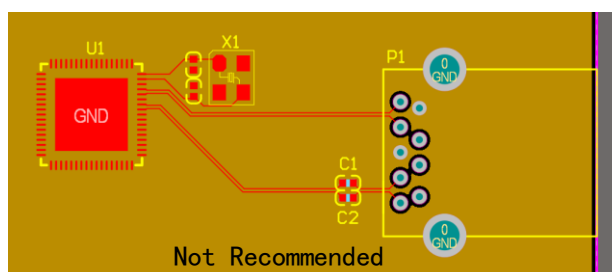 U1
X1
P1
0
GND
GND
C1
C2
0
GND
Not Recommended